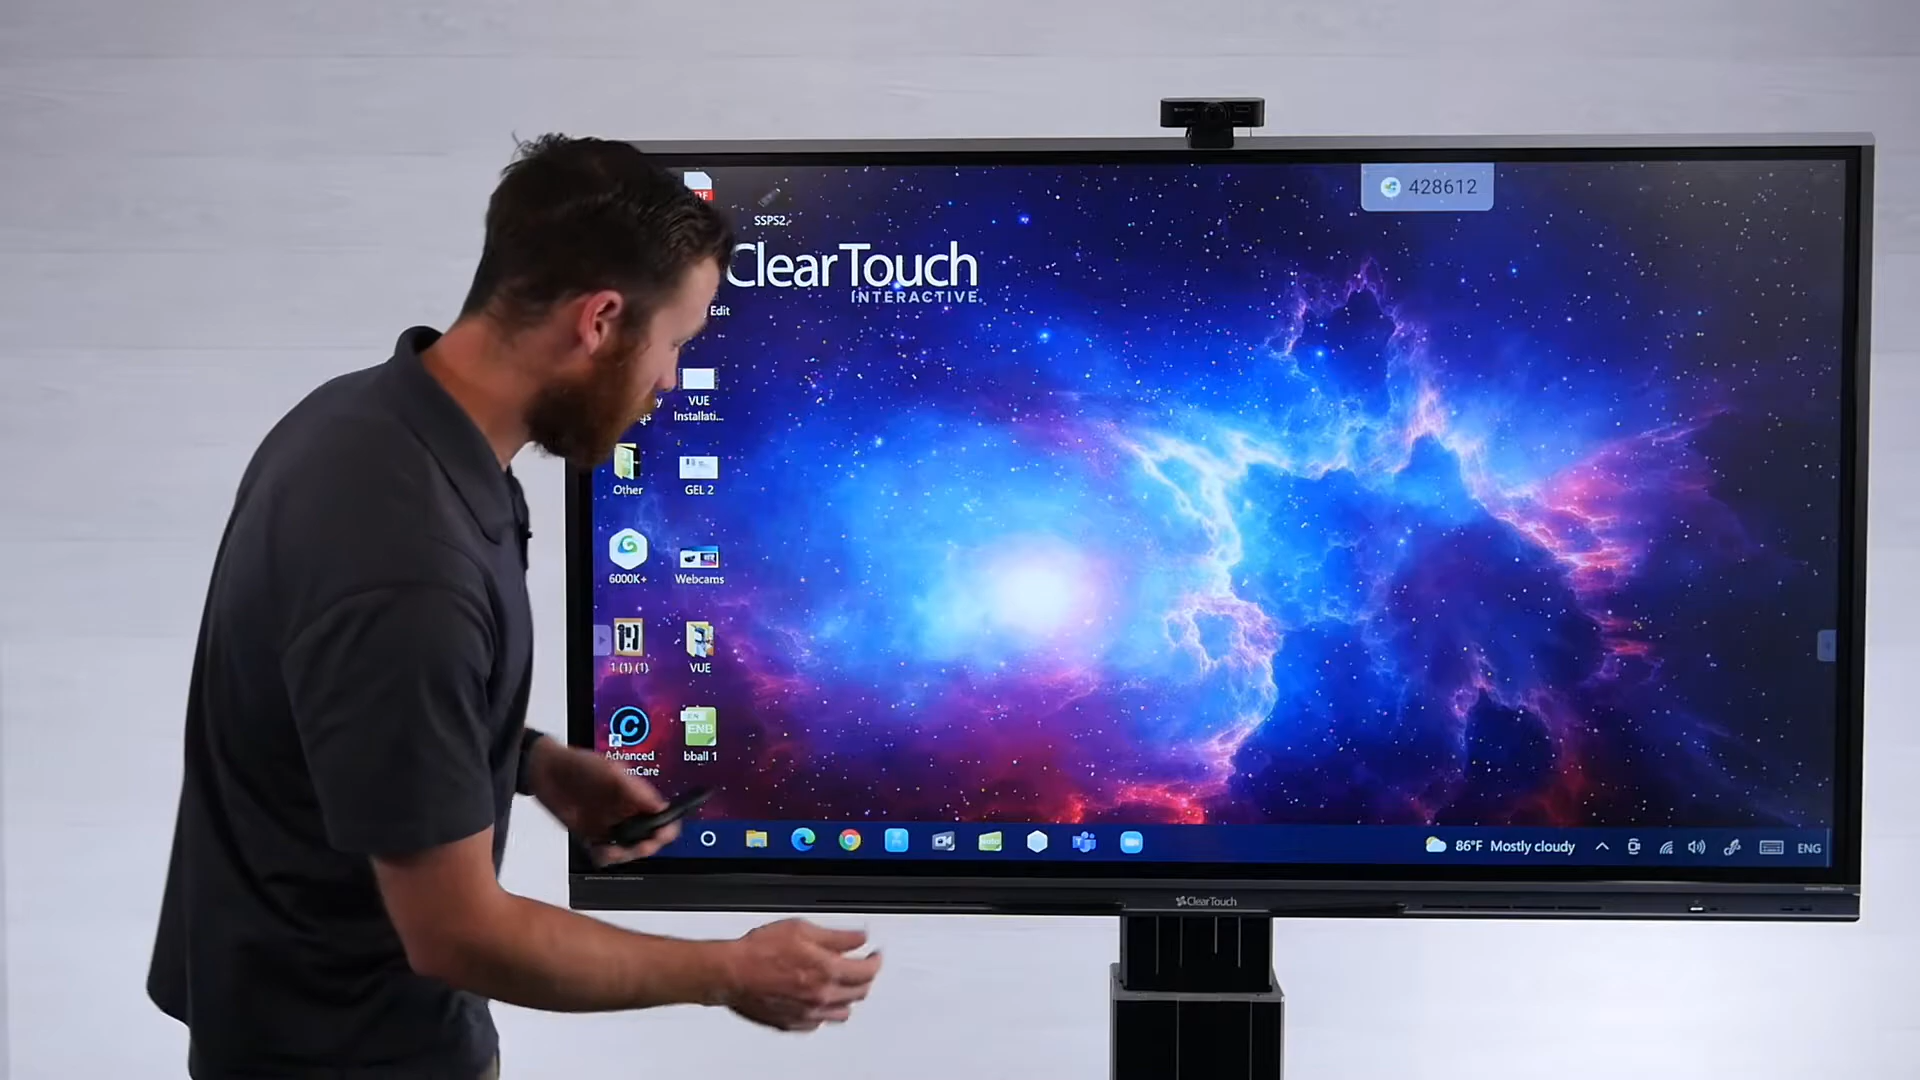 428612
SSPS2
ClearTouch
INTERACTIVE
Edit
VUE
Installati...
Other
GEL 2
6000K+
Webcams
1 (1) (1)
VUE
ENB
Advanced
bball 1
86°F Mostly cloudy
ENG
ClearTouch